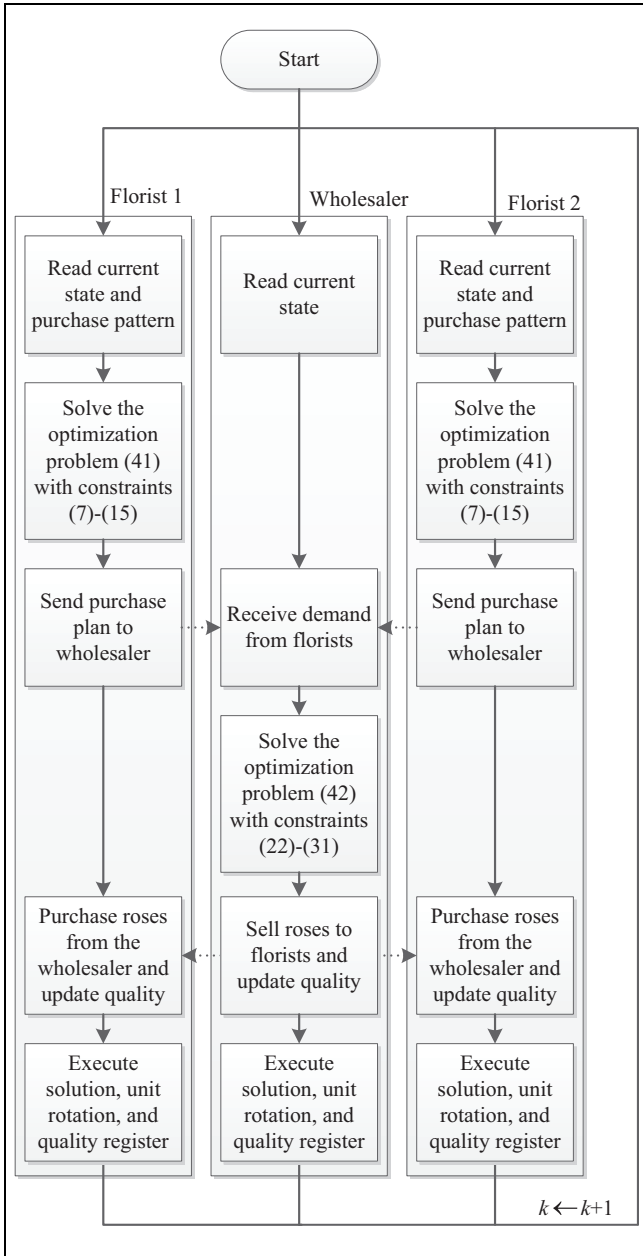 Start
Florist 1
Read current
state and
purchase pattern
Solve the
optimization
problem (41)
with constraints
(7)-(15)
Send purchase
plan to
wholesaler
Purchase roses
from the
wholesaler and
update quality
Execute
solution, unit
rotation, and
quality register
Wholesaler
Read current
state
Receive demand
from florists
Solve the
optimization
problem (42)
with constraints
(22)-(31)
Sell roses to
florists and
update quality
Execute
solution, unit
rotation, and
quality register
Florist 2
Read current
state and
purchase pattern
Solve the
optimization
problem (41)
with constraints
(7)-(15)
Send purchase
plan to
wholesaler
Purchase roses
from the
wholesaler and
update quality
Execute
solution, unit
rotation, and
quality register
k ← k+1